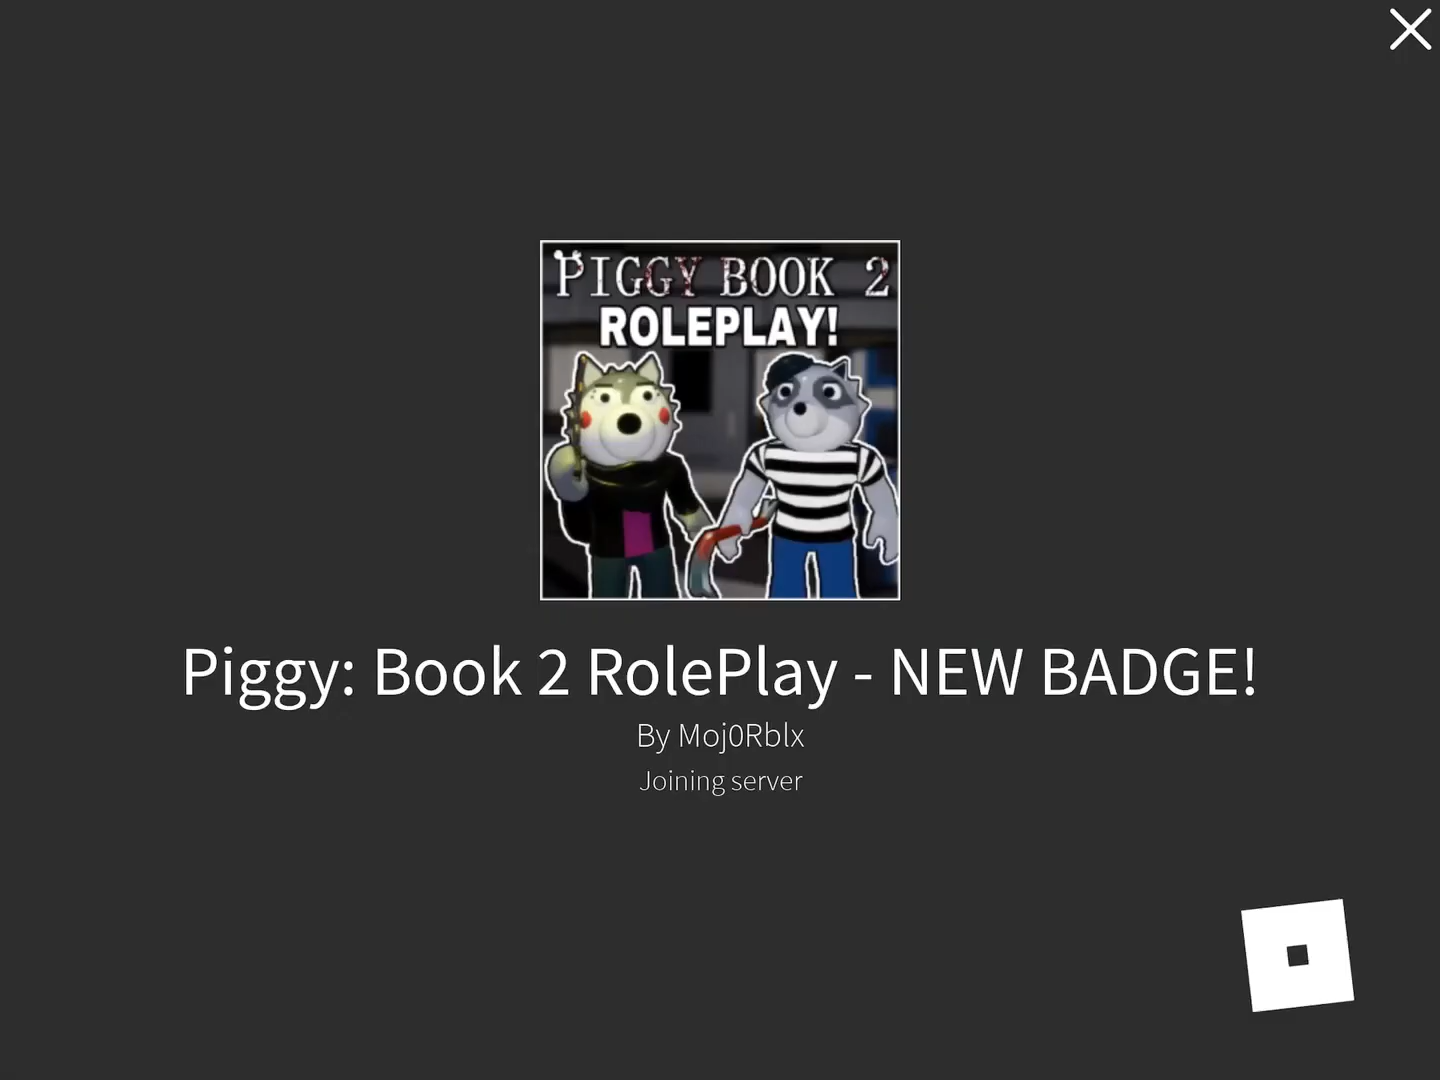 PIGGY BOOK 2
ROLEPLAY!
Piggy: Book 2 RolePlay - NEW BADGE!
By Moj0Rblx
Joining server